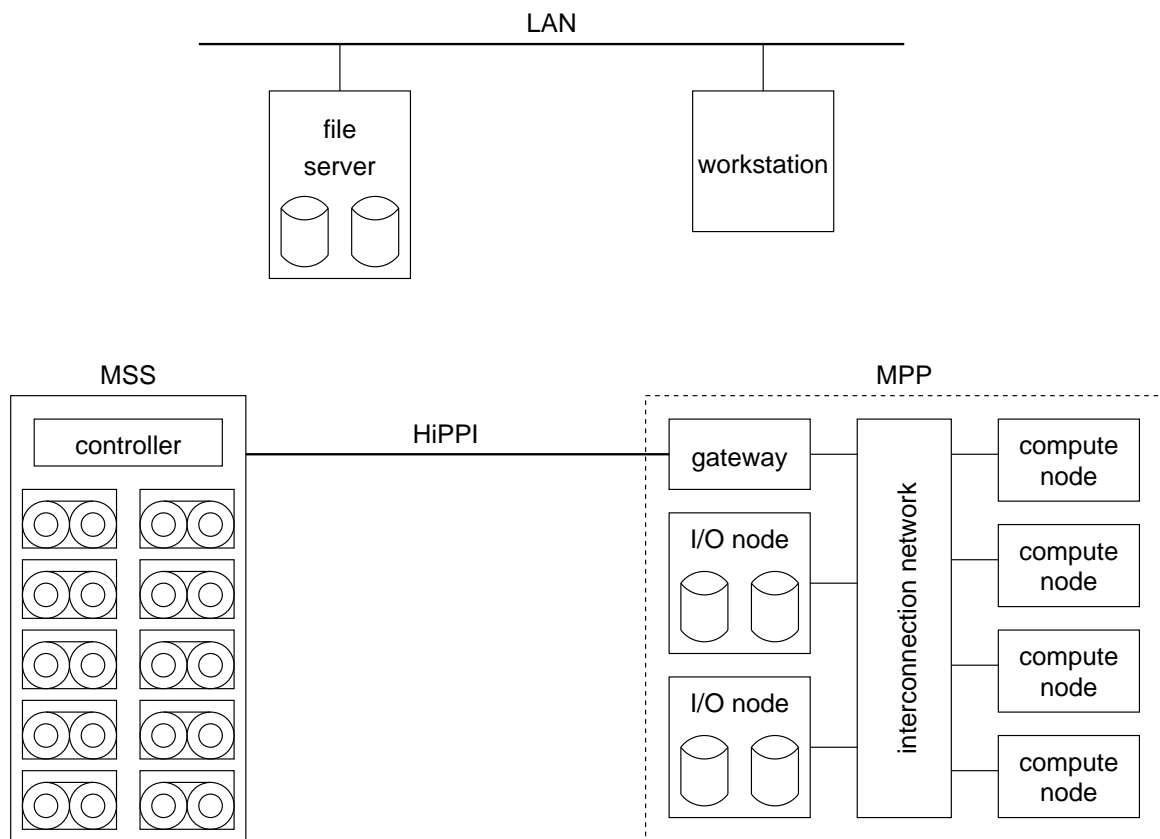 LAN
file
server
workstation
MSS
MPP
controller
HiPPI
gateway
interconnection network
compute
node
I/O node
compute
node
compute
node
I/O node
compute
node